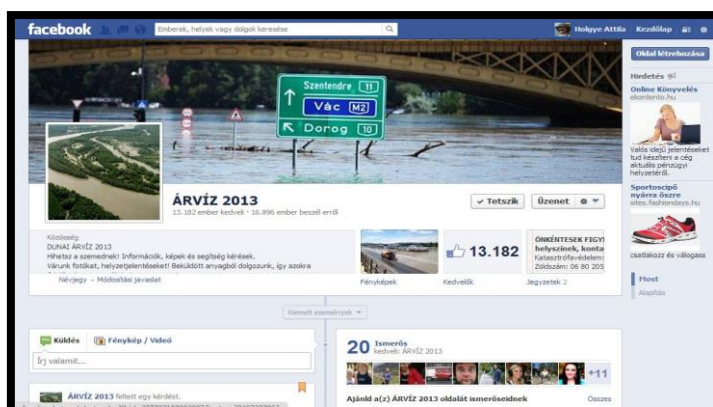 facebook
Emberek, helyek vagy dolgok keresése
Holgye Attila
Kezdőlap
Szentendre 11
Vác M2
Dorog 10
ÁRVÍZ 2013
13.182 ember kedveli · 16.896 ember beszél erről
Tetszik
Üzenet
Közösség
DUNAI ÁRVÍZ 2013
Hihetsz a szemednek! Információk, képek és segítség kérések.
Várunk fotókat, helyzetjelentéseket! Beküldött anyagból dolgozunk, így azokra
Névjegy – Módosítási javaslat
Fényképek
13.182
Kedvelők
ÖNKÉNTESEK FIGY
helyszínek, konta
Katasztrófavédelem:
Zöldszám: 06 80 205
Jegyzetek 2
Kiemelt események
Küldés
Fénykép / Videó
Írj valamit...
ÁRVÍZ 2013 feltett egy kérdést.
20 Ismerős
kedveli: ÁRVÍZ 2013
+11
Ajánld a(z) ÁRVÍZ 2013 oldalát ismerőseidnek
Összes
Oldal létrehozása
Hirdetés
Online Könyvelés
ekontento.hu
Valós idejű jelentéseket
tud készíteni a cég
aktuális pénzügyi
helyzetéről.
Sportoscipő
nyárra őszre
sites.fashiondays.hu
csatlakozz és válogass
Most
Alapítás